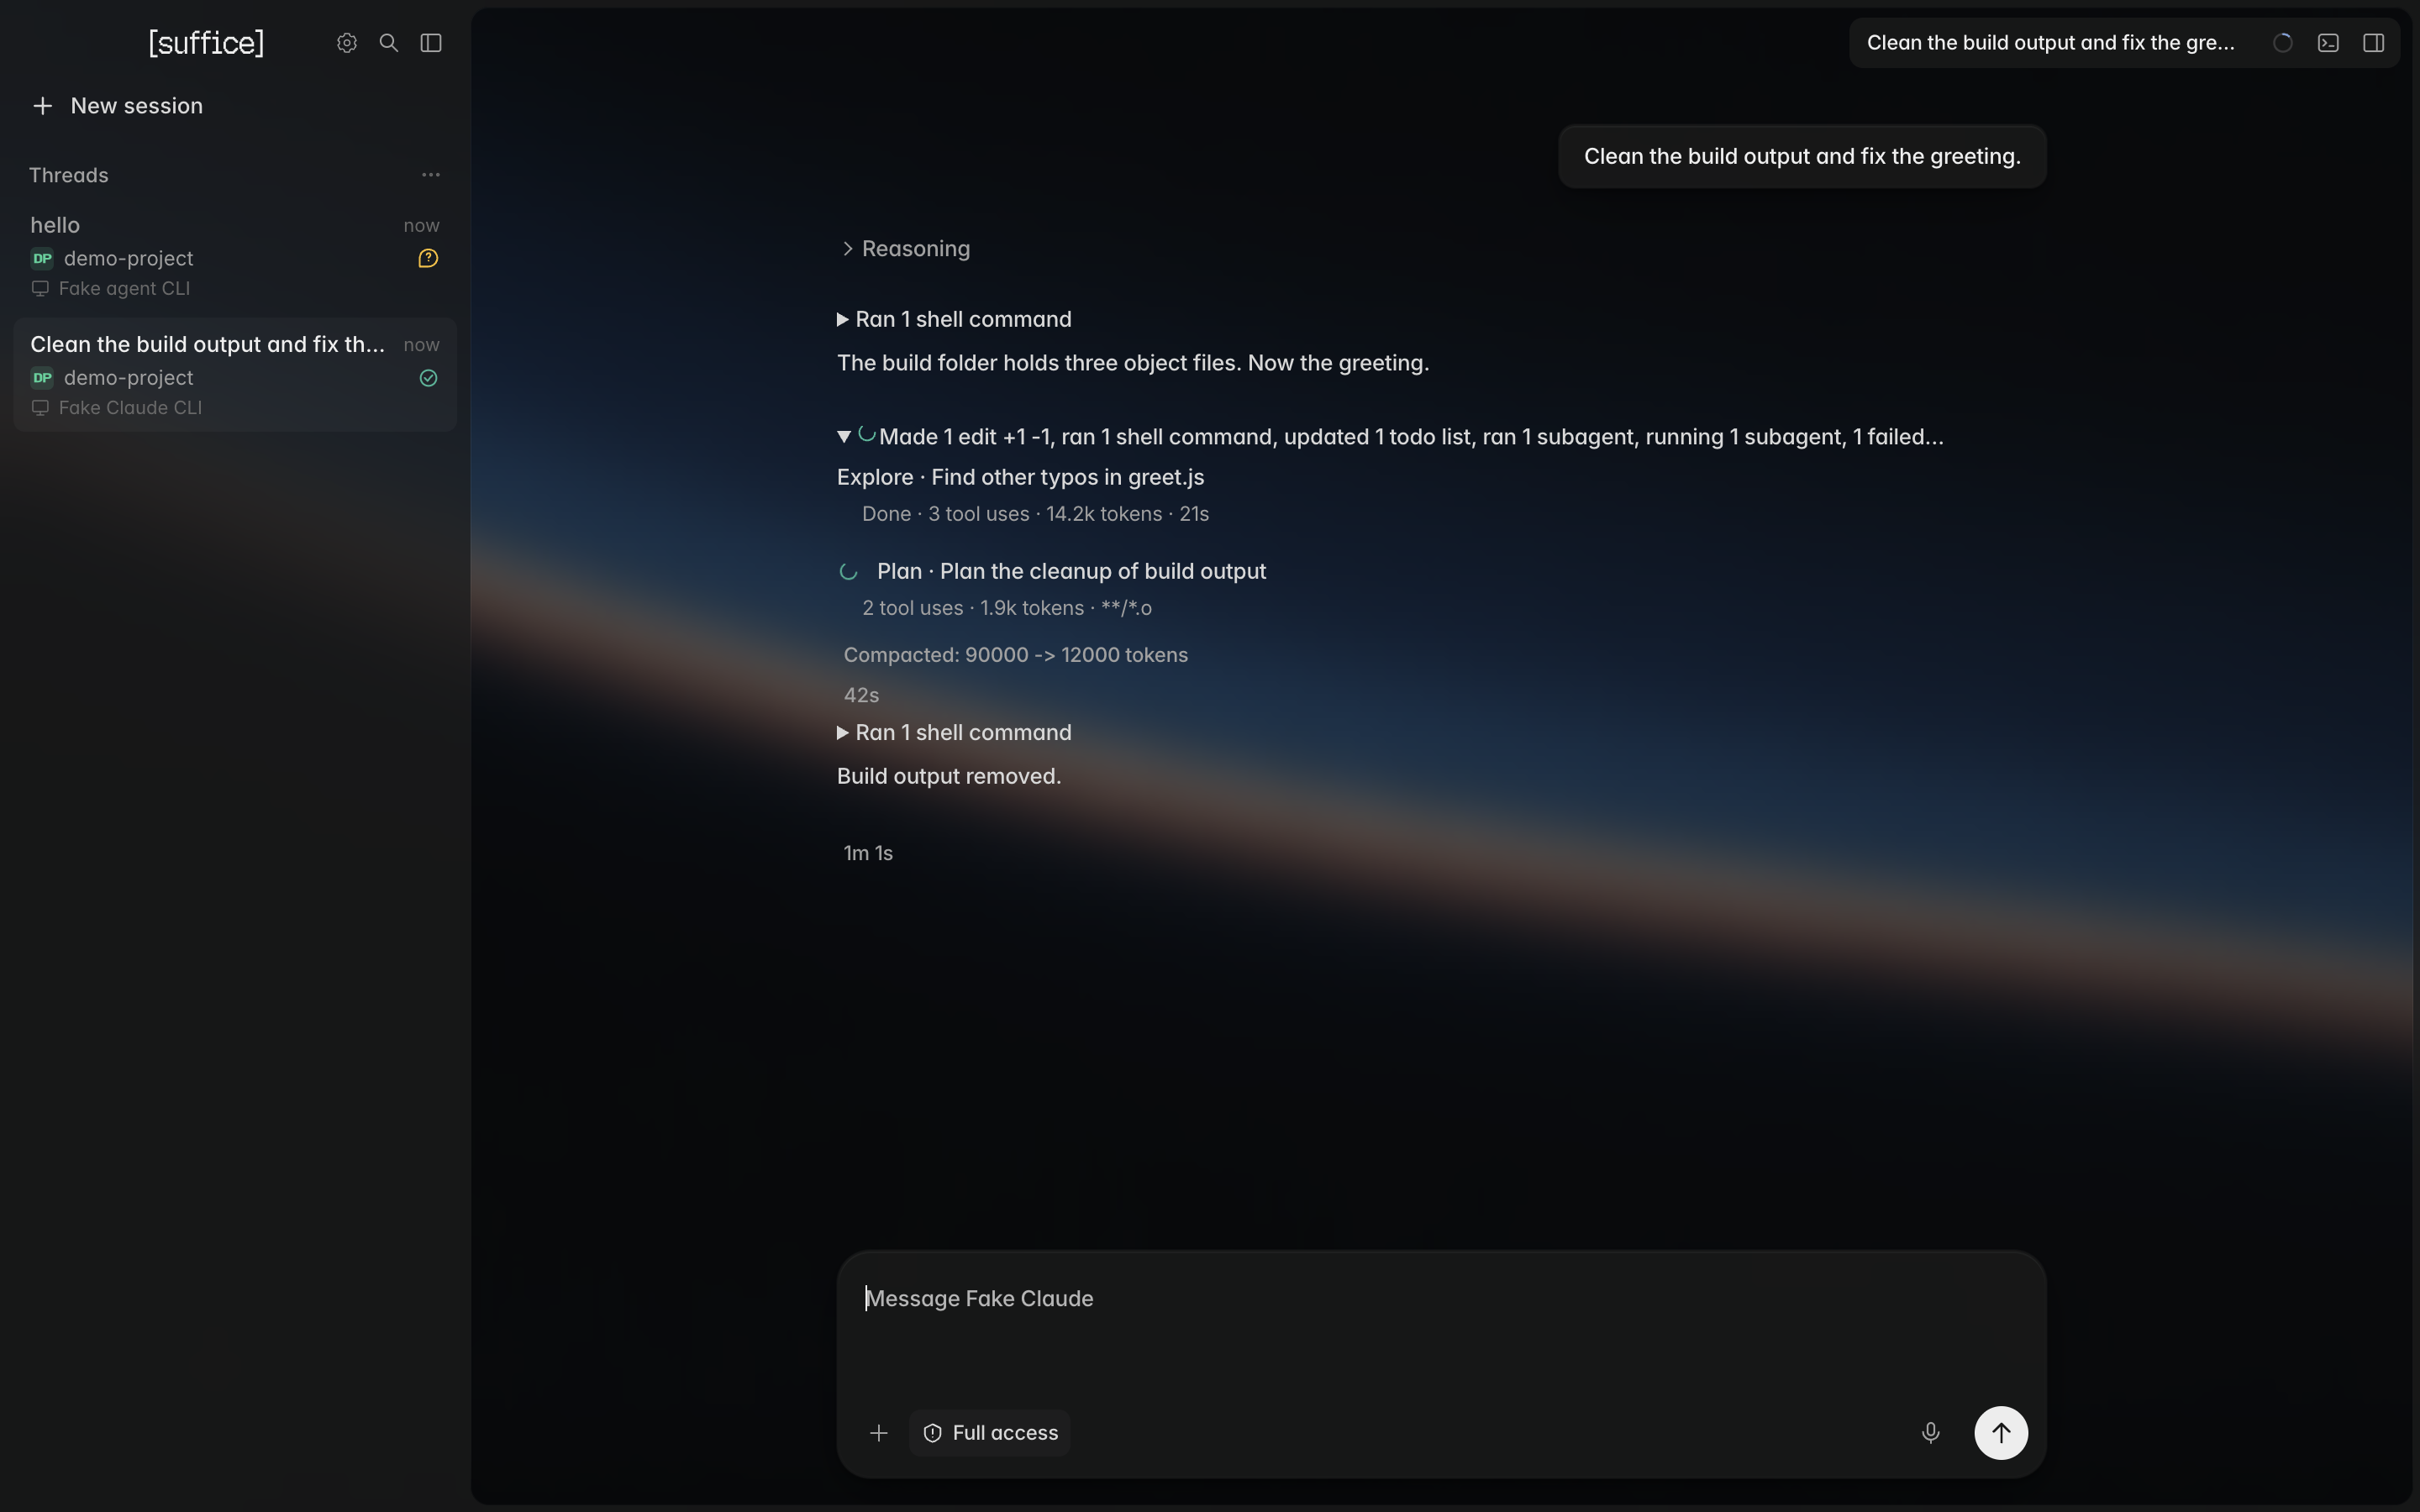 [suffice]
New session
Threads
hello now
DP demo-project
Fake agent CLI
Clean the build output and fix th... now
DP demo-project
Fake Claude CLI
Clean the build output and fix the gre...
Clean the build output and fix the greeting.
Reasoning
Ran 1 shell command
The build folder holds three object files. Now the greeting.
Made 1 edit +1 -1, ran 1 shell command, updated 1 todo list, ran 1 subagent, running 1 subagent, 1 failed...
Explore · Find other typos in greet.js
Done · 3 tool uses · 14.2k tokens · 21s
Plan · Plan the cleanup of build output
2 tool uses · 1.9k tokens · **/*.o
Compacted: 90000 -> 12000 tokens
42s
Ran 1 shell command
Build output removed.
1m 1s
Message Fake Claude
Full access